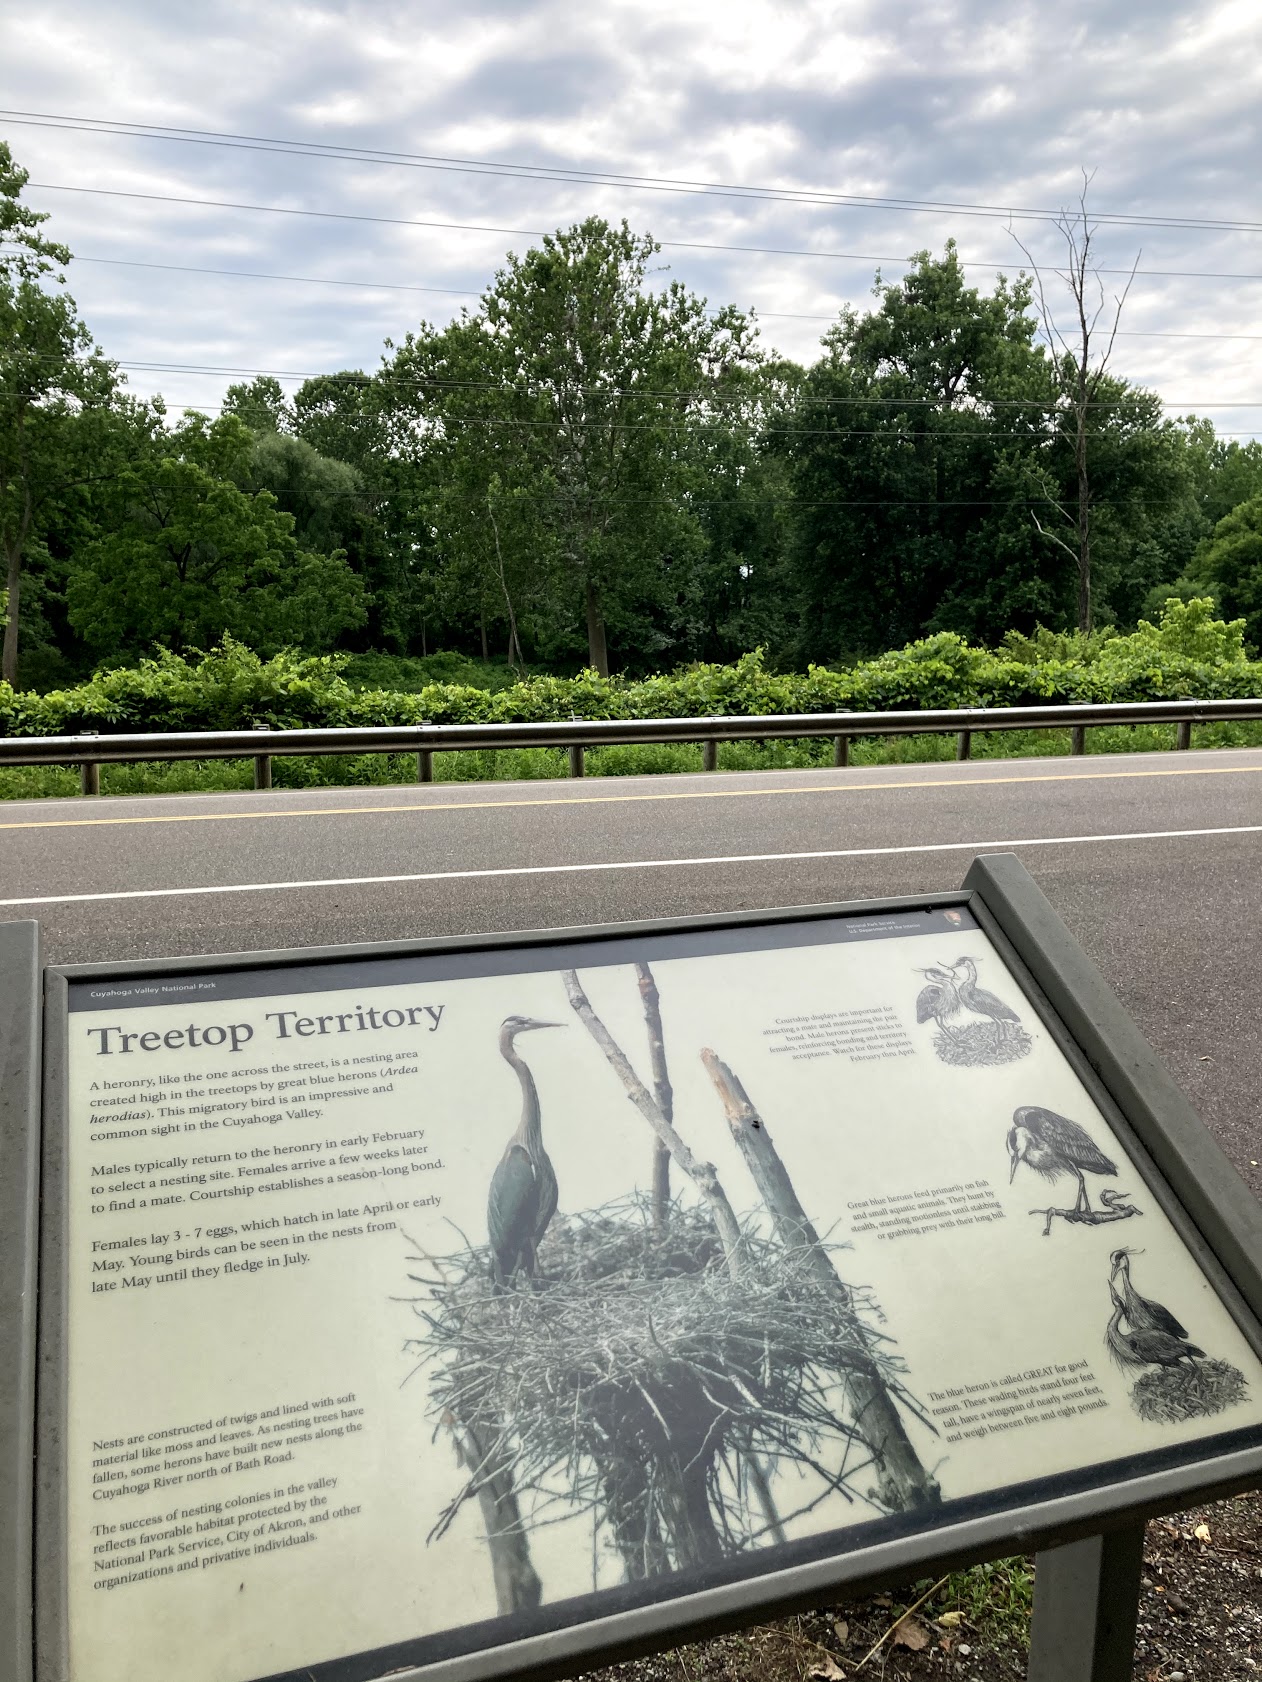 Cuyahoga Valley National Park
National Park Service
U.S. Department of the Interior
Treetop Territory
A heronry, like the one across the street, is a nesting area
created high in the treetops by great blue herons (Ardea
herodias). This migratory bird is an impressive and
common sight in the Cuyahoga Valley.
Males typically return to the heronry in early February
to select a nesting site. Females arrive a few weeks later
to find a mate. Courtship establishes a season-long bond.
Females lay 3 - 7 eggs, which hatch in late April or early
May. Young birds can be seen in the nests from
late May until they fledge in July.
Nests are constructed of twigs and lined with soft
material like moss and leaves. As nesting trees have
fallen, some herons have built new nests along the
Cuyahoga River north of Bath Road.
The success of nesting colonies in the valley
reflects favorable habitat protected by the
National Park Service, City of Akron, and other
organizations and privative individuals.
Courtship displays are important for
attracting a mate and maintaining the pair
bond. Male herons present sticks to
females, reinforcing bonding and territory
acceptance. Watch for these displays
February thru April.
Great blue herons feed primarily on fish
and small aquatic animals. They hunt by
stealth, standing motionless until stabbing
or grabbing prey with their long bill.
The blue heron is called GREAT for good
reason. These wading birds stand four feet
tall, have a wingspan of nearly seven feet,
and weigh between five and eight pounds.